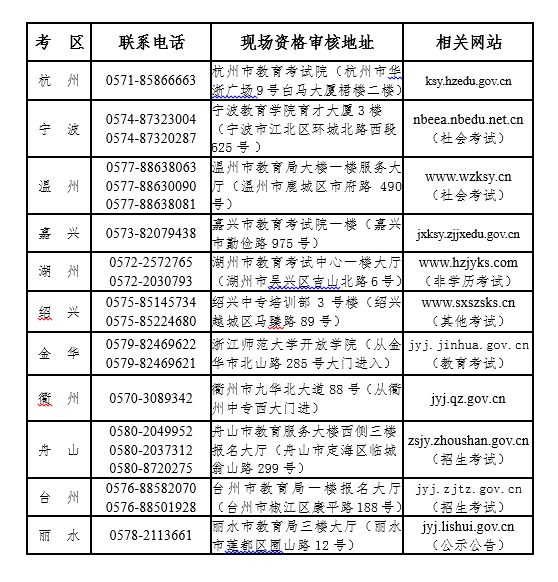 考 区 联系电话 现场资格审核地址 相关网站
杭 州 0571-85866663 杭州市教育考试院（杭州市华
浙广场9号白马大厦裙楼二楼） ksy.hzedu.gov.cn
宁 波 0574-87323004
0574-87320287 宁波教育学院育才大厦3楼
（宁波市江北区环城北路西段
625号） nbeea.nbedu.net.cn
（社会考试）
温 州 0577-88638063
0577-88630090
0577-88638081 温州市教育局大楼一楼服务大
厅（温州市鹿城区市府路 490
号） www.wzksy.cn
（社会考试）
嘉 兴 0573-82079438 嘉兴市教育考试院一楼（嘉兴
市勤俭路975号） jxksy.zjjxedu.gov.cn
湖 州 0572-2572765
0572-2030793 湖州市教育考试中心一楼大厅
（湖州市吴兴区吉山北路6号） www.hzjyks.com
（非学历考试）
绍 兴 0575-85145734
0575-85224680 绍兴中专培训部 3 号楼（绍兴
越城区马臻路89号） www.sxszsks.cn
（其他考试）
金 华 0579-82469622
0579-82469621 浙江师范大学开放学院（从金
华市北山路285号大门进入） jyj.jinhua.gov.cn
（教育考试）
衢 州 0570-3089342 衢州市九华北大道88号（从衢
州中专西大门进） jyj.qz.gov.cn
舟 山 0580-2049952
0580-2037312
0580-8720275 舟山市教育服务大楼西侧三楼
报名大厅（舟山市定海区临城
翁山路299号） zsjy.zhoushan.gov.cn
（招生考试）
台 州 0576-88582070
0576-88501928 台州市教育局一楼报名大厅
（台州市椒江区康平路188号） jyj.zjtz.gov.cn
（招生考试）
丽 水 0578-2113661 丽水市教育局三楼大厅（丽水
市莲都区囿山路12号） jyj.lishui.gov.cn
（公示公告）